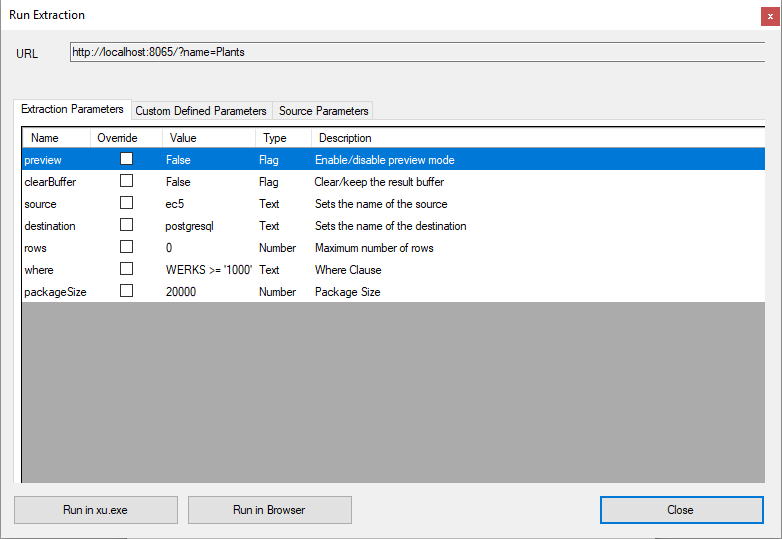 Run Extraction
x
URL
http://localhost:8065/?name=Plants
Extraction Parameters Custom Defined Parameters Source Parameters
Name Override Value Type Description
preview False Flag Enable/disable preview mode
clearBuffer False Flag Clear/keep the result buffer
source ec5 Text Sets the name of the source
destination postgresql Text Sets the name of the destination
rows 0 Number Maximum number of rows
where WERKS >= '1000' Text Where Clause
packageSize 20000 Number Package Size
Run in xu.exe Run in Browser Close